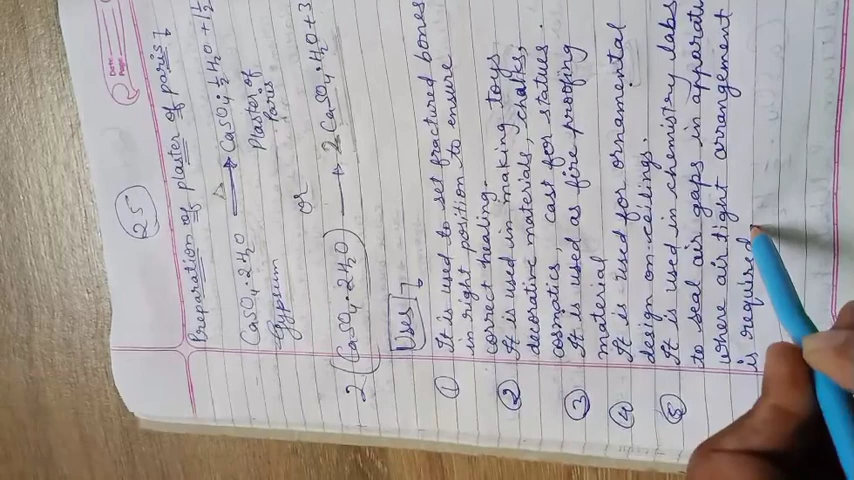 Date
Page
25
Preparation of plaster of paris
CaSO4·2H2O —Δ→ CaSO4·½H2O + 1½
Gypsum Plaster of Paris
or
2(CaSO4·2H2O) → 2CaSO4·H2O + 3
Uses
① It is used to set fractured bones
in right position to ensure
correct healing.
② It is used in making toys
decorative materials, chalks,
cosmatics, cast for statues.
③ It is used as fire proofing
material
④ It is used for ornamental
design on ceilings.
⑤ It is used in chemistry labs
to seal air gaps in apparatu
where air tight arrangement
is required